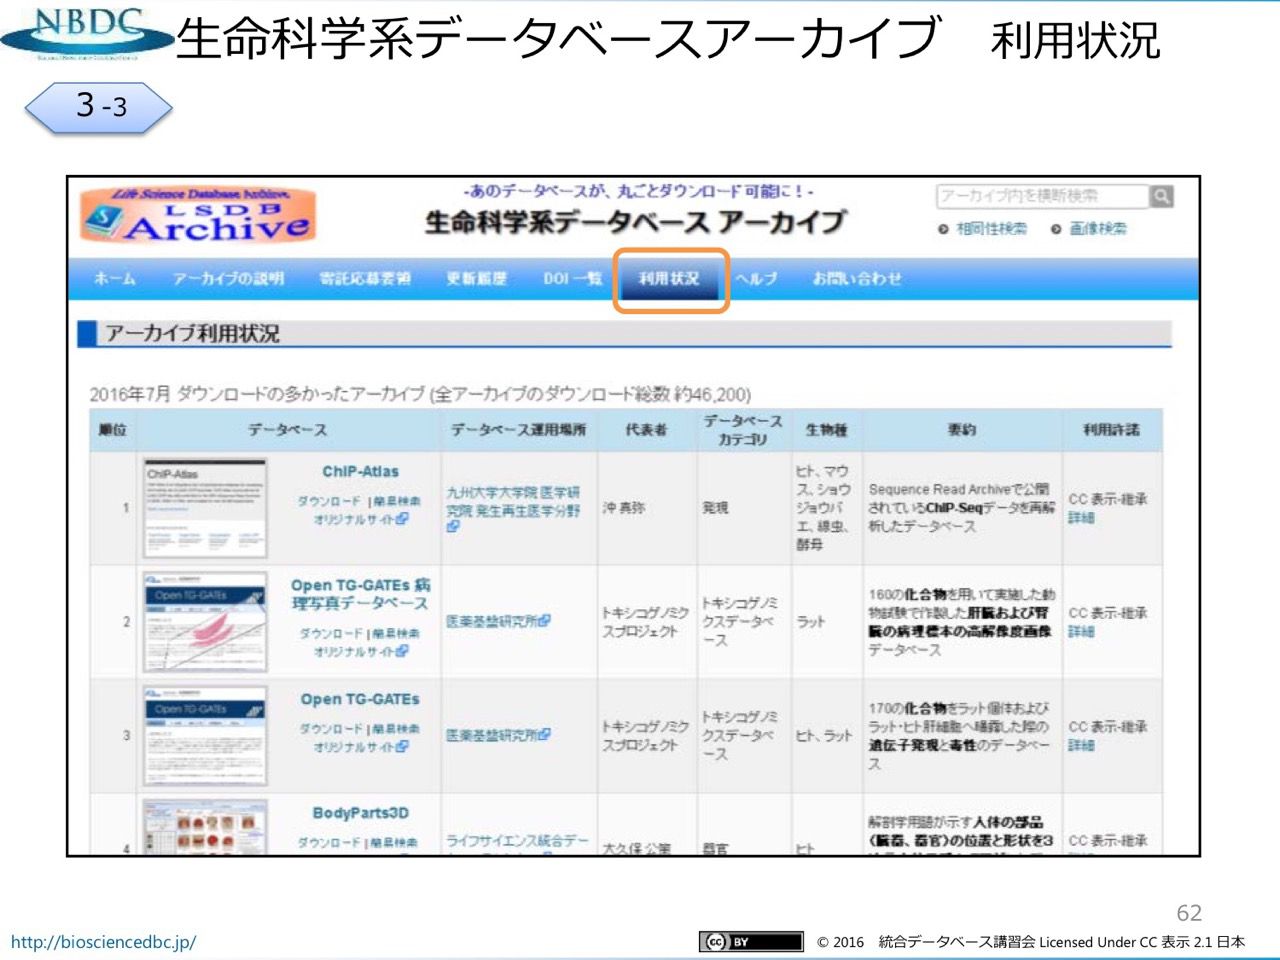 NBDC
生命科学系データベースアーカイブ　利用状況
3-3
Life Science Database Archive
LSDB
Archive
-あのデータベースが、丸ごとダウンロード可能に!-
生命科学系データベース アーカイブ
アーカイブ内を横断検索
相同性検索 画像検索
ホーム アーカイブの説明 寄託応募要領 更新履歴 DOI 一覧 利用状況 ヘルプ お問い合わせ
アーカイブ利用状況
2016年7月 ダウンロードの多かったアーカイブ (全アーカイブのダウンロード総数 約46,200)
順位 データベース データベース運用場所 代表者 データベース
カテゴリ 生物種 要約 利用許諾
1
ChIP-Atlas
ChIP-Atlas
ダウンロード | 簡易検索
オリジナルサイト
九州大学大学院 医学研
究院 発生再生医学分野
沖 真弥
発現
ヒト、マウ
ス、ショウ
ジョウバ
エ、線虫、
酵母
Sequence Read Archiveで公開
されているChIP-Seqデータを再解
析したデータベース
CC 表示-継承
詳細
2
Open TG-GATEs
Open TG-GATEs 病
理写真データベース
ダウンロード | 簡易検索
オリジナルサイト
医薬基盤研究所
トキシコゲノミク
スプロジェクト
トキシコゲノミ
クスデータベ
ース
ラット
160の化合物を用いて実施した動
物試験で作製した肝臓および腎
臓の病理標本の高解像度画像
データベース
CC 表示-継承
詳細
3
Open TG-GATEs
Open TG-GATEs
ダウンロード | 簡易検索
オリジナルサイト
医薬基盤研究所
トキシコゲノミク
スプロジェクト
トキシコゲノミ
クスデータベ
ース
ヒト、ラット
170の化合物をラット個体および
ラット・ヒト肝細胞へ曝露した際の
遺伝子発現と毒性のデータベー
ス
CC 表示-継承
詳細
4
BodyParts3D
ダウンロード | 簡易検索
ライフサイエンス統合デー
大久保 公策
器官
ヒト
解剖学用語が示す人体の部品
(臓器、器官)の位置と形状を3
CC 表示-継承
62
http://biosciencedbc.jp/
cc BY
© 2016　統合データベース講習会 Licensed Under CC 表示 2.1 日本